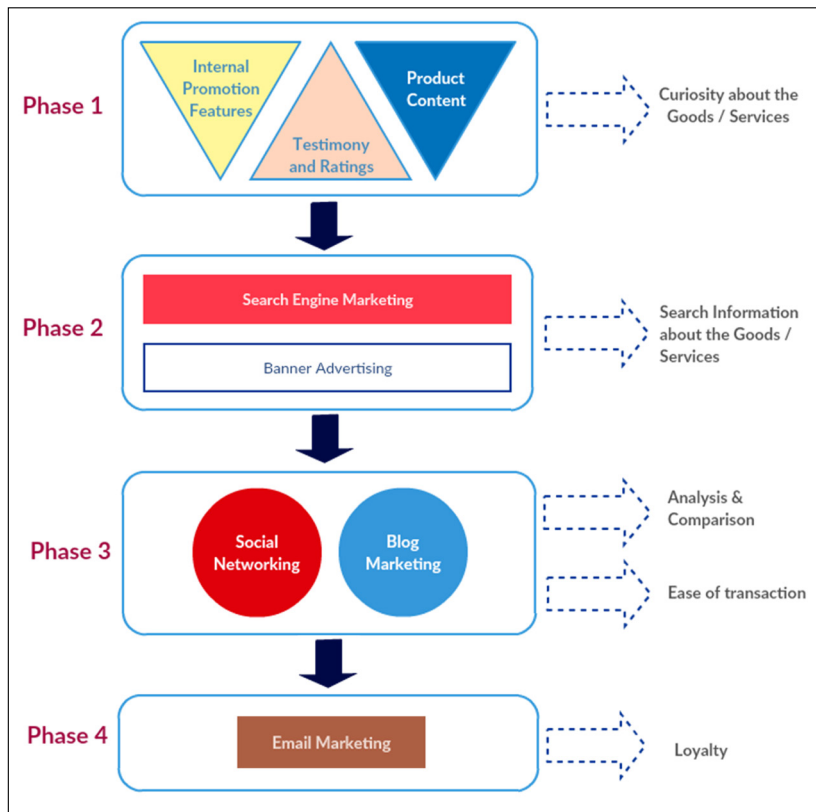 Phase 1
Internal
Promotion
Features
Testimony
and Ratings
Product
Content
Curiosity about the
Goods / Services
Phase 2
Search Engine Marketing
Banner Advertising
Search Information
about the Goods /
Services
Phase 3
Social
Networking
Blog
Marketing
Analysis &
Comparison
Ease of transaction
Phase 4
Email Marketing
Loyalty